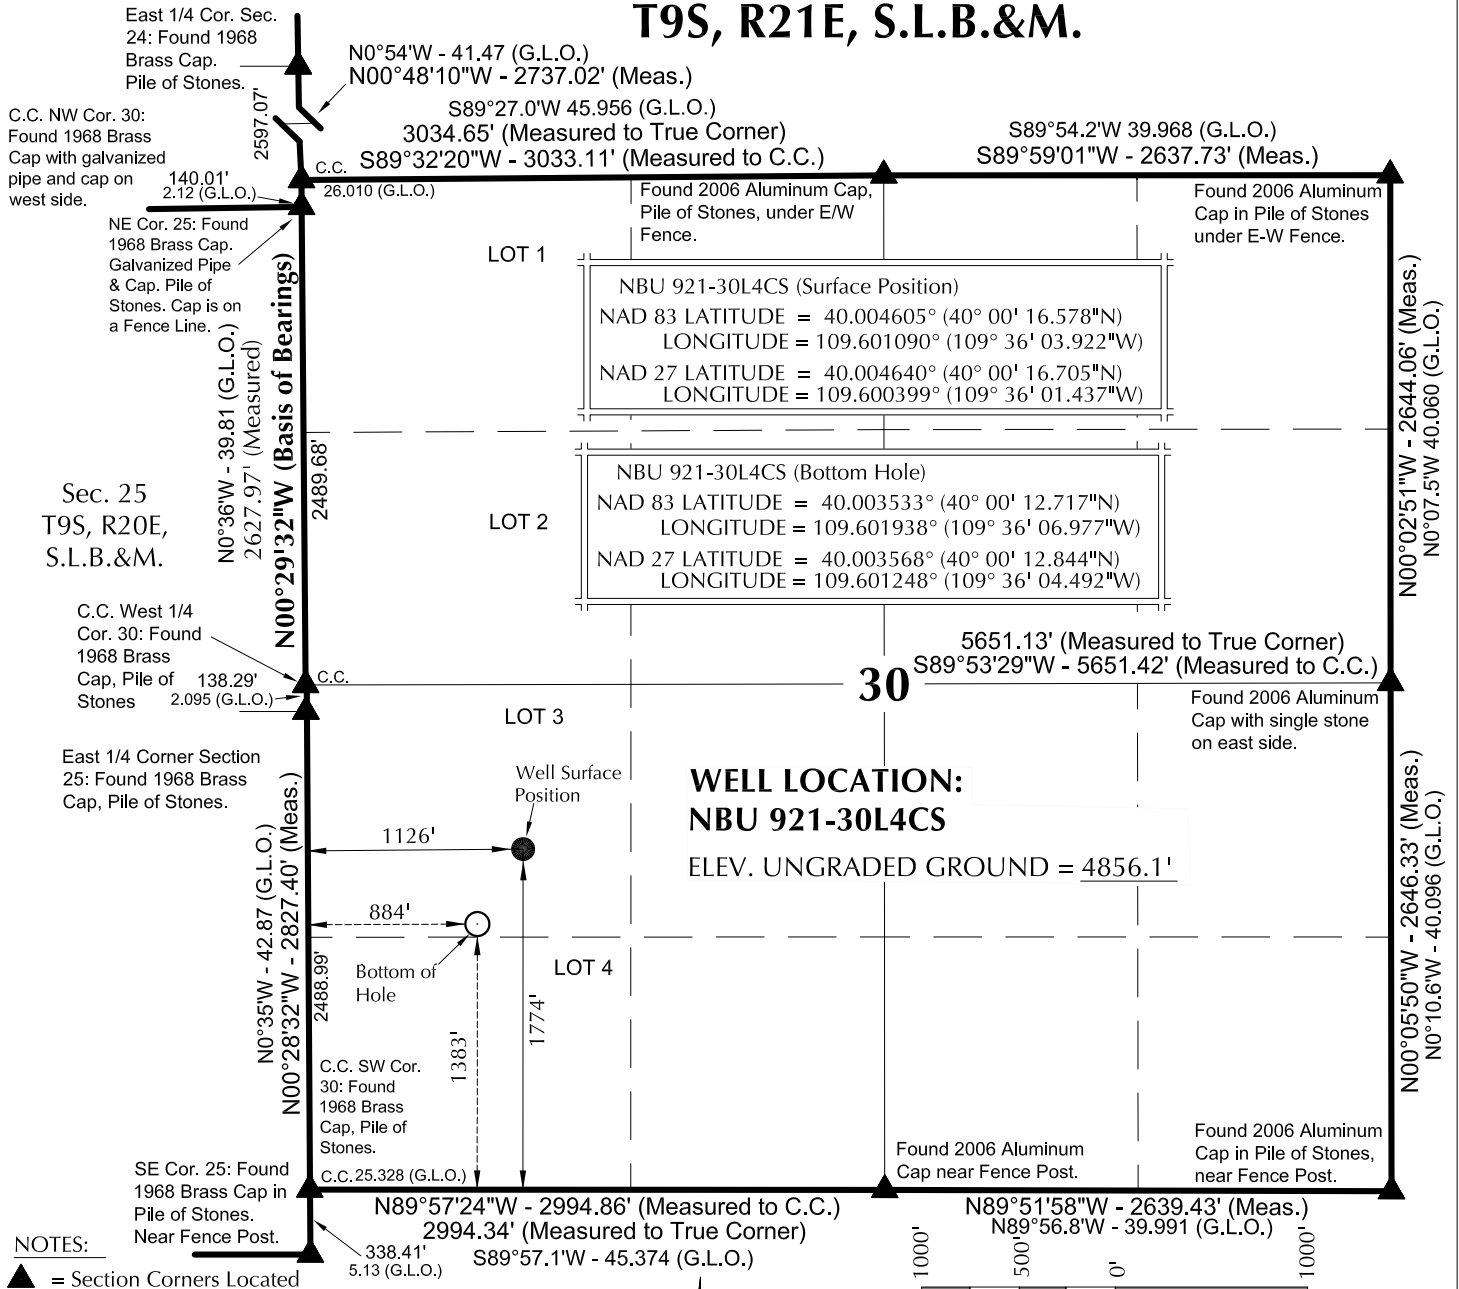 T9S, R21E, S.L.B.&M.
East 1/4 Cor. Sec.
24: Found 1968
Brass Cap.
Pile of Stones.
N0°54'W - 41.47 (G.L.O.)
N00°48'10"W - 2737.02' (Meas.)
2597.07'
S89°27.0'W 45.956 (G.L.O.)
3034.65' (Measured to True Corner)
S89°32'20"W - 3033.11' (Measured to C.C.)
S89°54.2'W 39.968 (G.L.O.)
S89°59'01"W - 2637.73' (Meas.)
C.C. NW Cor. 30:
Found 1968 Brass
Cap with galvanized
pipe and cap on
west side.
140.01'
2.12 (G.L.O.)
C.C.
26.010 (G.L.O.)
Found 2006 Aluminum Cap,
Pile of Stones, under E/W
Fence.
Found 2006 Aluminum
Cap in Pile of Stones
under E-W Fence.
NE Cor. 25: Found
1968 Brass Cap.
Galvanized Pipe
& Cap. Pile of
Stones. Cap is on
a Fence Line.
LOT 1
NBU 921-30L4CS (Surface Position)
NAD 83 LATITUDE = 40.004605° (40° 00' 16.578"N)
LONGITUDE = 109.601090° (109° 36' 03.922"W)
NAD 27 LATITUDE = 40.004640° (40° 00' 16.705"N)
LONGITUDE = 109.600399° (109° 36' 01.437"W)
N0°36'W - 39.81 (G.L.O.)
2627.97' (Measured)
N00°29'32"W (Basis of Bearings)
2489.68'
N00°02'51"W - 2644.06' (Meas.)
N0°07.5'W 40.060 (G.L.O.)
NBU 921-30L4CS (Bottom Hole)
NAD 83 LATITUDE = 40.003533° (40° 00' 12.717"N)
LONGITUDE = 109.601938° (109° 36' 06.977"W)
NAD 27 LATITUDE = 40.003568° (40° 00' 12.844"N)
LONGITUDE = 109.601248° (109° 36' 04.492"W)
Sec. 25
T9S, R20E,
S.L.B.&M.
LOT 2
C.C. West 1/4
Cor. 30: Found
1968 Brass
Cap, Pile of
Stones
138.29'
2.095 (G.L.O.)
C.C.
5651.13' (Measured to True Corner)
S89°53'29"W - 5651.42' (Measured to C.C.)
30
Found 2006 Aluminum
Cap with single stone
on east side.
LOT 3
East 1/4 Corner Section
25: Found 1968 Brass
Cap, Pile of Stones.
Well Surface
Position
WELL LOCATION:
NBU 921-30L4CS
ELEV. UNGRADED GROUND = 4856.1'
1126'
884'
Bottom of
Hole
LOT 4
N0°35'W - 42.87 (G.L.O.)
N00°28'32"W - 2827.40' (Meas.)
2488.99'
1383'
1774'
N00°05'50"W - 2646.33' (Meas.)
N0°10.6'W - 40.096 (G.L.O.)
C.C. SW Cor.
30: Found
1968 Brass
Cap, Pile of
Stones.
Found 2006 Aluminum
Cap near Fence Post.
Found 2006 Aluminum
Cap in Pile of Stones,
near Fence Post.
SE Cor. 25: Found
1968 Brass Cap in
Pile of Stones.
Near Fence Post.
C.C. 25.328 (G.L.O.)
N89°57'24"W - 2994.86' (Measured to C.C.)
2994.34' (Measured to True Corner)
S89°57.1'W - 45.374 (G.L.O.)
N89°51'58"W - 2639.43' (Meas.)
N89°56.8'W - 39.991 (G.L.O.)
338.41'
5.13 (G.L.O.)
NOTES:
▲ = Section Corners Located
1000'
500'
0'
1000'